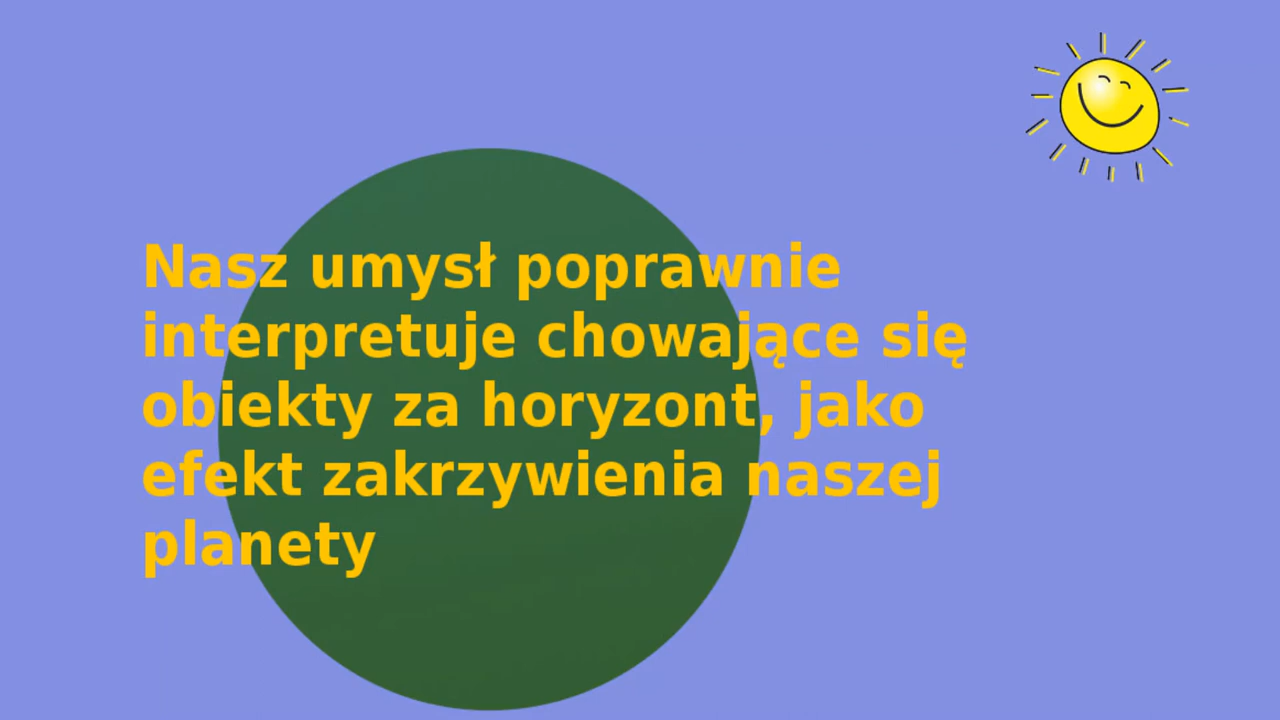 Nasz umysł poprawnie
interpretuje chowające się
obiekty za horyzont, jako
efekt zakrzywienia naszej
planety